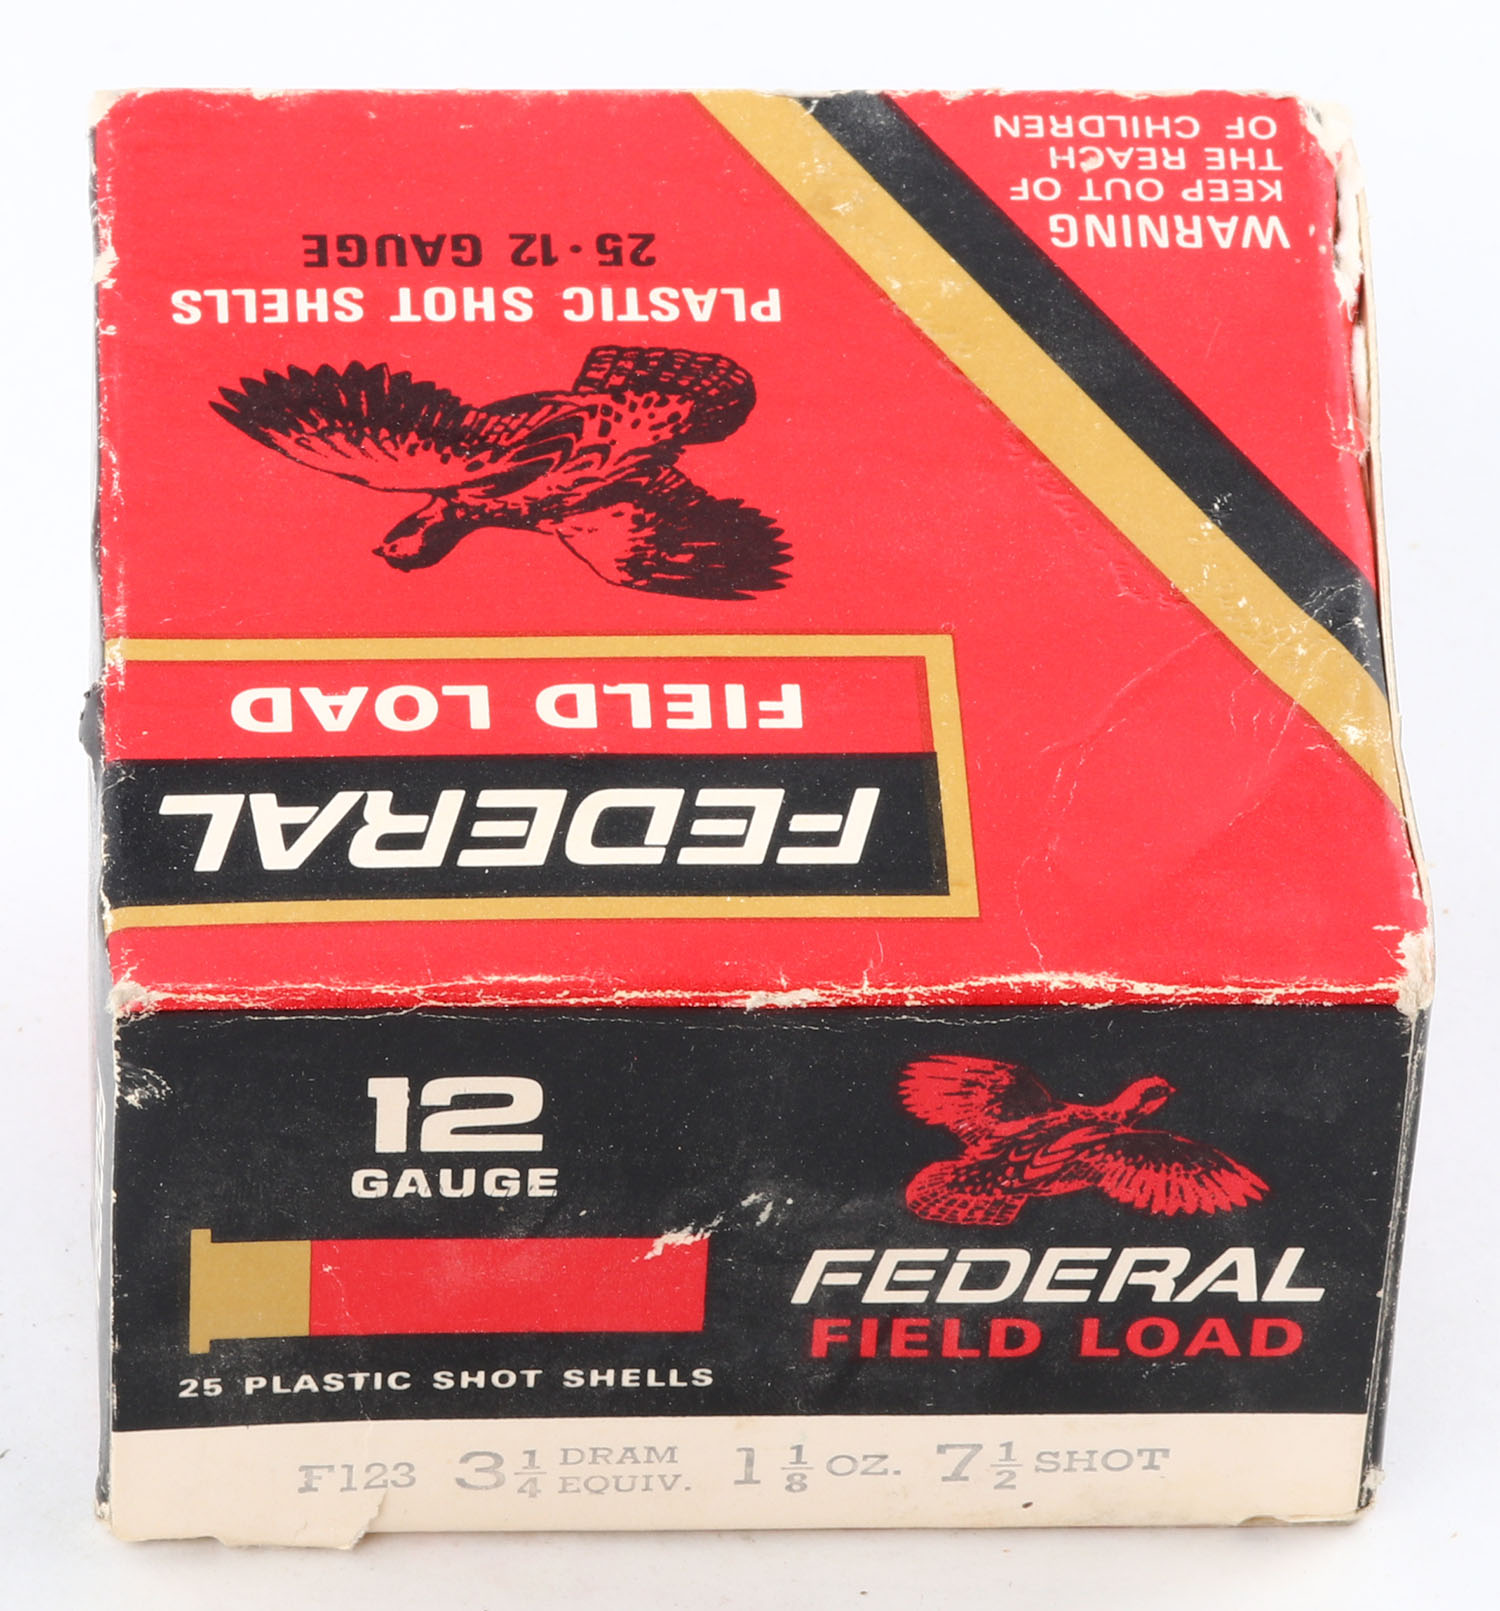 WARNING
KEEP OUT OF
THE REACH
OF CHILDREN
FEDERAL
FIELD LOAD
PLASTIC SHOT SHELLS
25·12 GAUGE
12
GAUGE
25 PLASTIC SHOT SHELLS
FEDERAL
FIELD LOAD
F123 3 1/4 DRAM EQUIV. 1 1/8 OZ. 7 1/2 SHOT